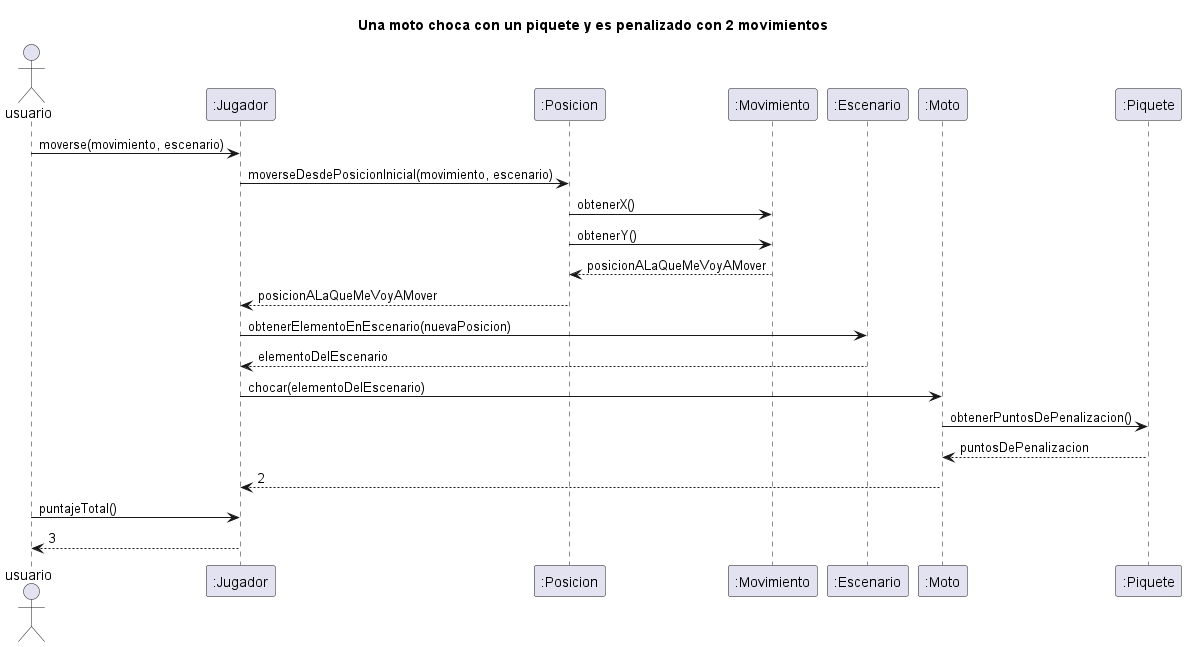 Una moto choca con un piquete y es penalizado con 2 movimientos
usuario
:Jugador
:Posicion
:Movimiento
:Escenario
:Moto
:Piquete
moverse(movimiento, escenario)
moverseDesdePosicionInicial(movimiento, escenario)
obtenerX()
obtenerY()
posicionALaQueMeVoyAMover
posicionALaQueMeVoyAMover
obtenerElementoEnEscenario(nuevaPosicion)
elementoDelEscenario
chocar(elementoDelEscenario)
obtenerPuntosDePenalizacion()
puntosDePenalizacion
2
puntajeTotal()
3
usuario
:Jugador
:Posicion
:Movimiento
:Escenario
:Moto
:Piquete